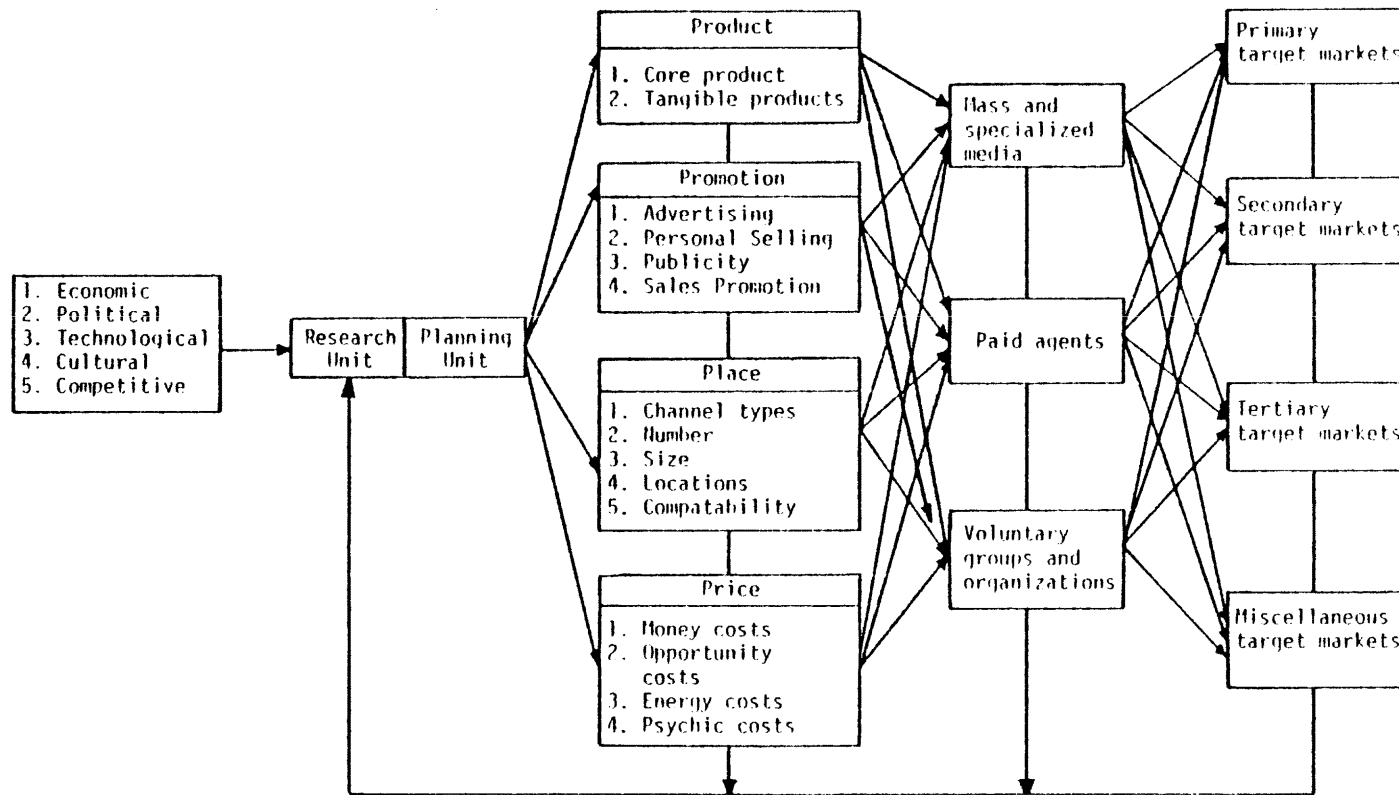 1. Economic
2. Political
3. Technological
4. Cultural
5. Competitive
Research
Unit
Planning
Unit
Product
1. Core product
2. Tangible products
Promotion
1. Advertising
2. Personal Selling
3. Publicity
4. Sales Promotion
Place
1. Channel types
2. Number
3. Size
4. Locations
5. Compatability
Price
1. Money costs
2. Opportunity
costs
3. Energy costs
4. Psychic costs
Mass and
specialized
media
Paid agents
Voluntary
groups and
organizations
Primary
target markets
Secondary
target markets
Tertiary
target markets
Miscellaneous
target markets